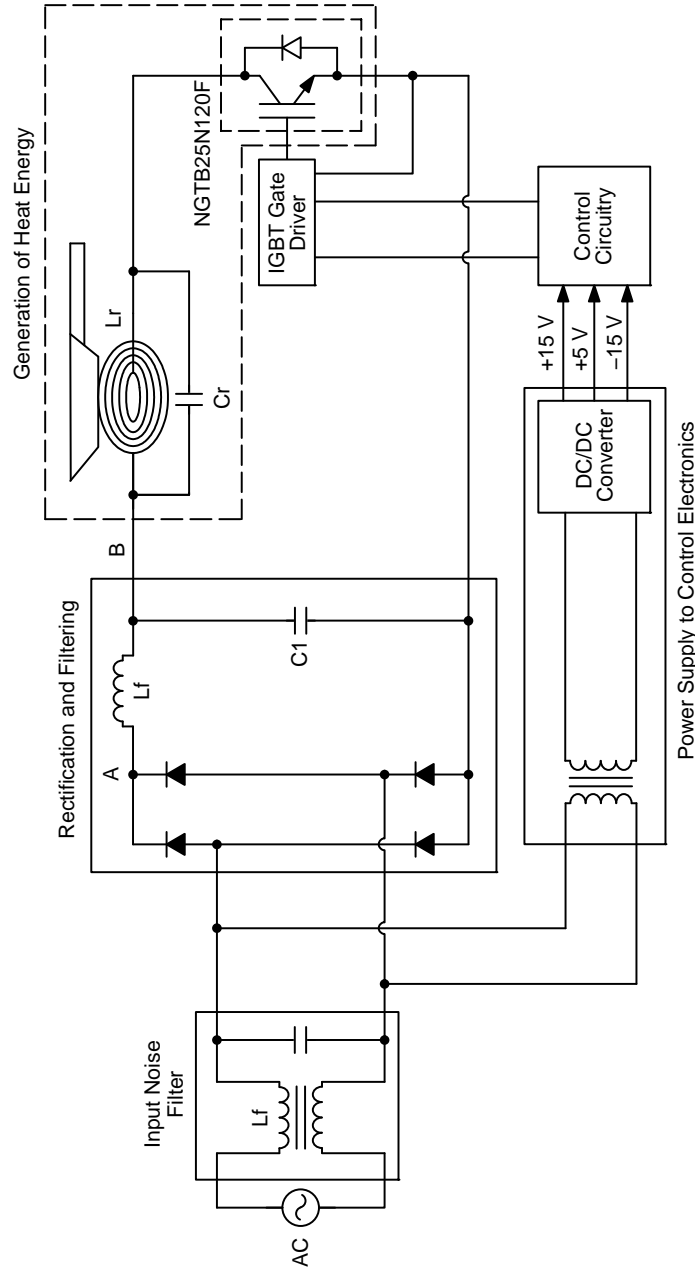 Generation of Heat Energy
NGTB25N120F
Lr
Cr
IGBT Gate
Driver
Control
Circuitry
+15 V
+5 V
−15 V
DC/DC
Converter
Power Supply to Control Electronics
B
Rectification and Filtering
A
Lf
C1
Input Noise
Filter
Lf
AC